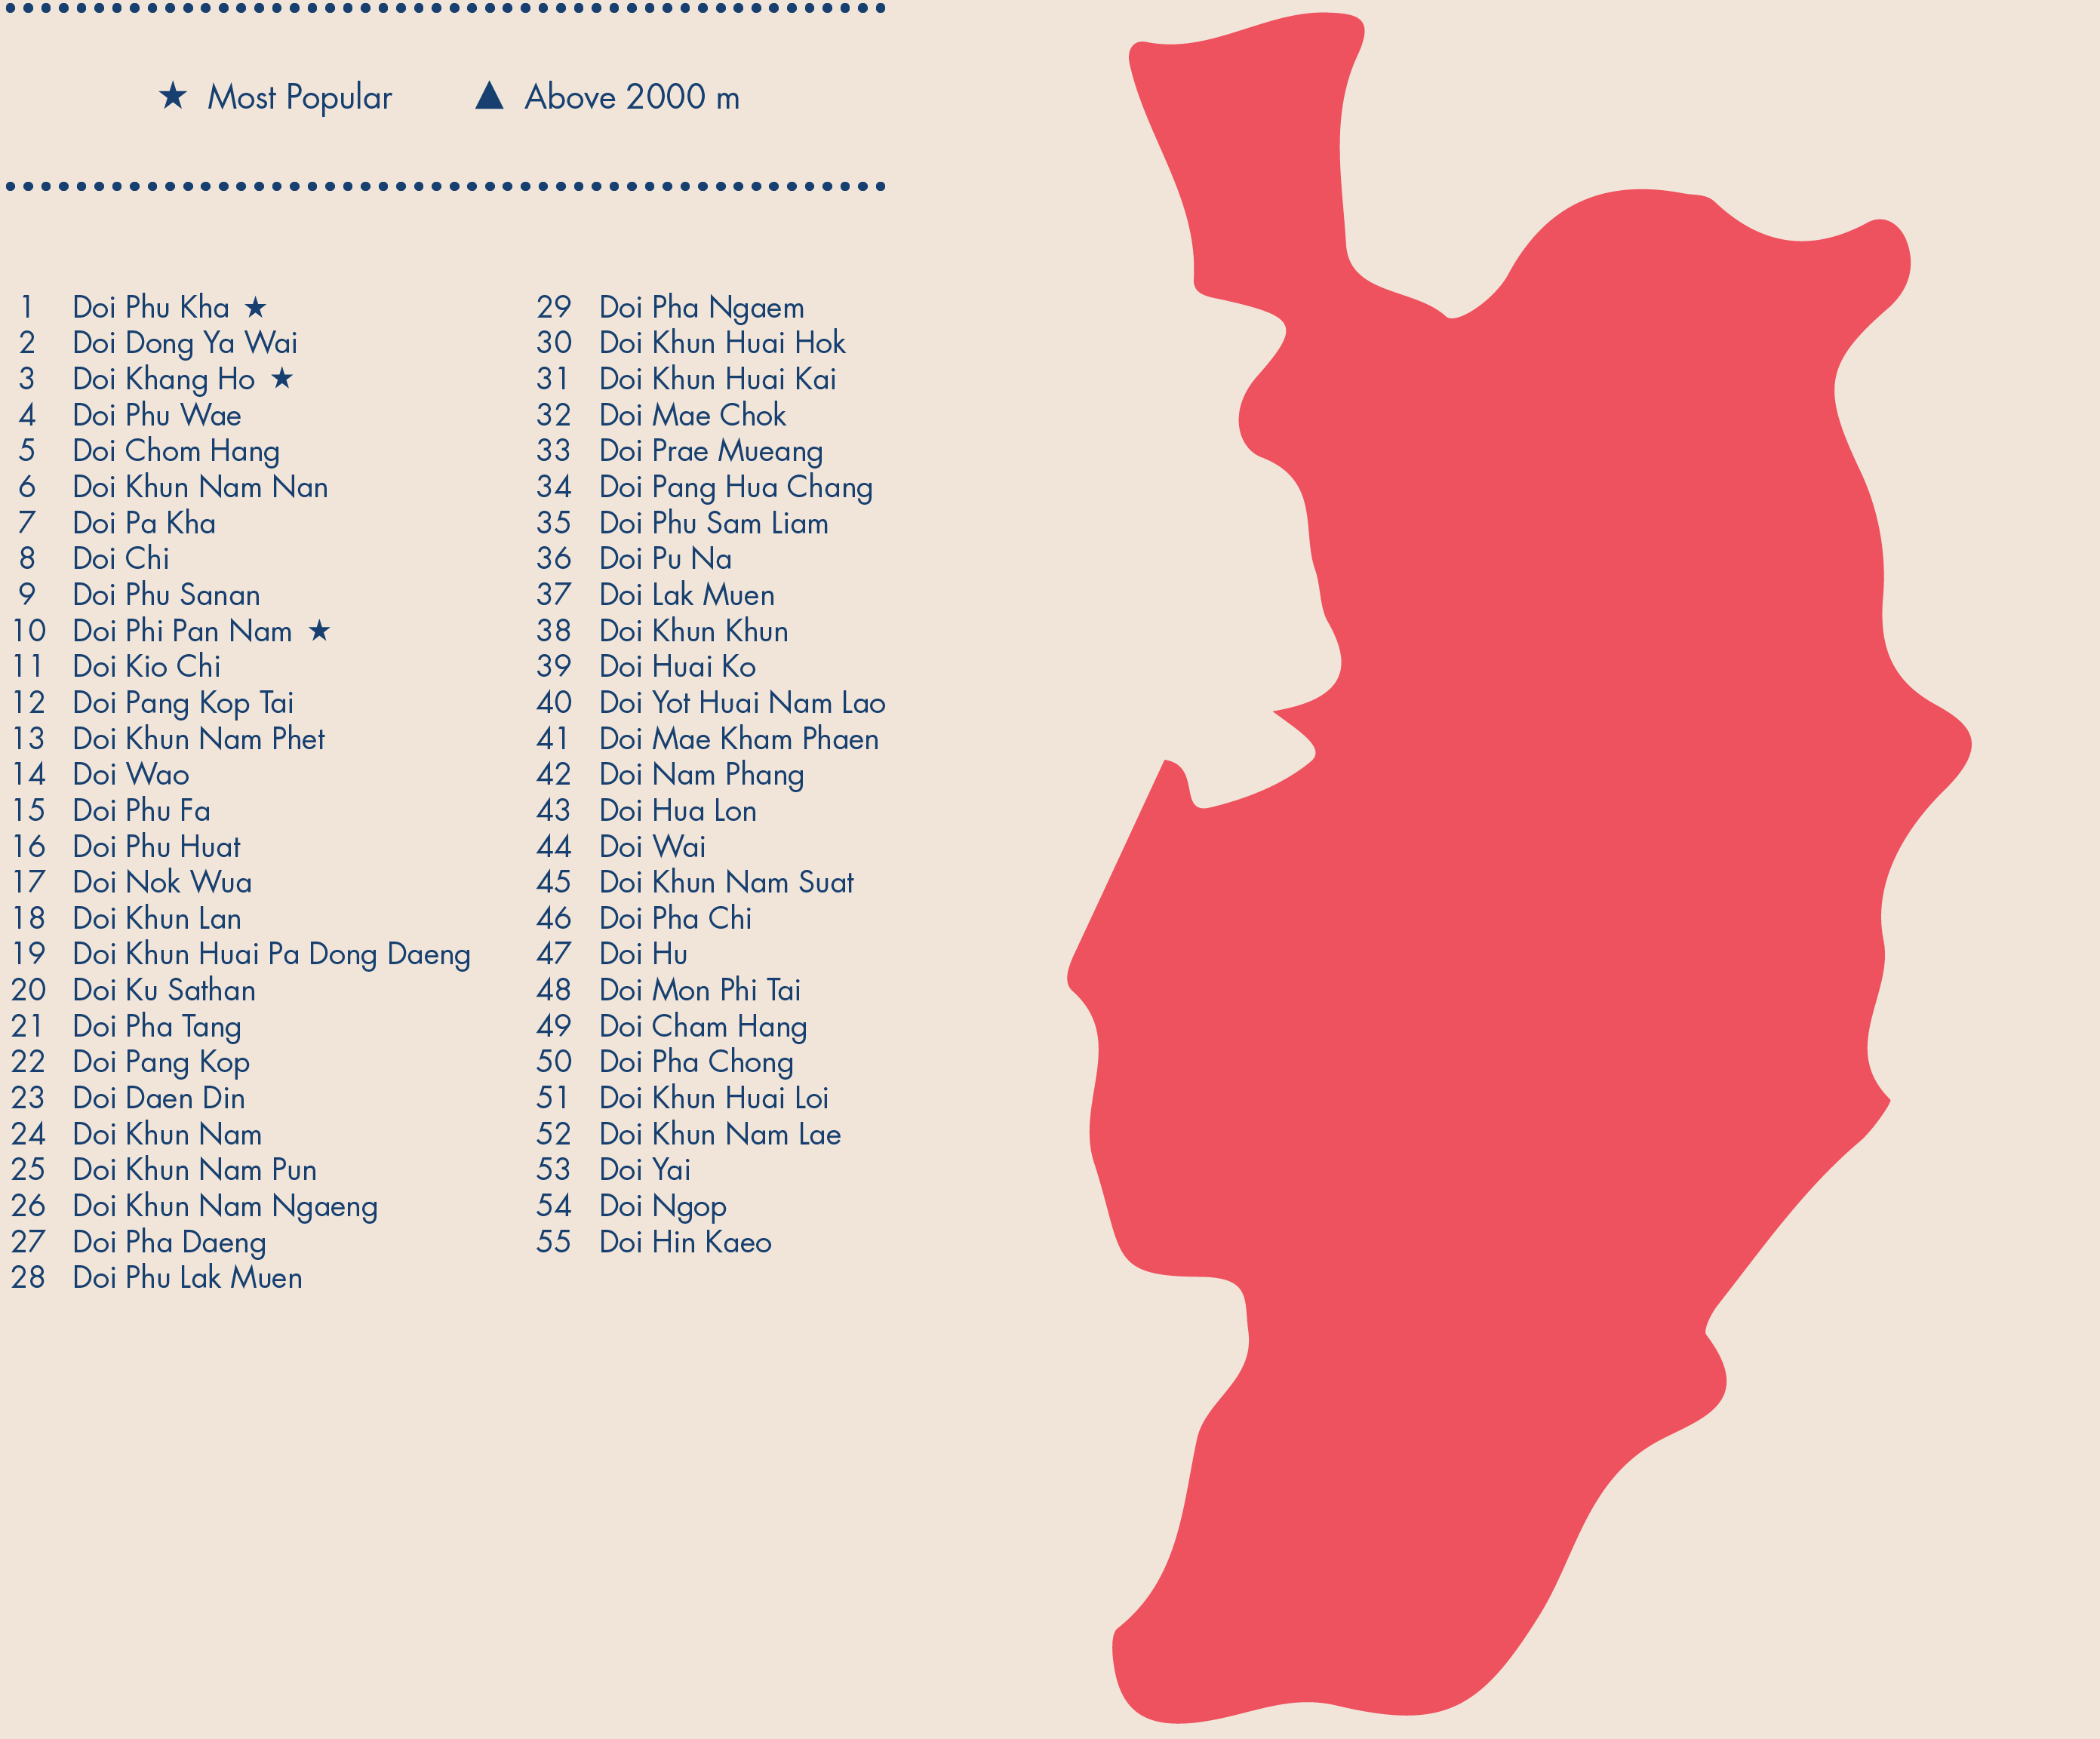 ★ Most Popular ▲ Above 2000 m
1 Doi Phu Kha ★
2 Doi Dong Ya Wai
3 Doi Khang Ho ★
4 Doi Phu Wae
5 Doi Chom Hang
6 Doi Khun Nam Nan
7 Doi Pa Kha
8 Doi Chi
9 Doi Phu Sanan
10 Doi Phi Pan Nam ★
11 Doi Kio Chi
12 Doi Pang Kop Tai
13 Doi Khun Nam Phet
14 Doi Wao
15 Doi Phu Fa
16 Doi Phu Huat
17 Doi Nok Wua
18 Doi Khun Lan
19 Doi Khun Huai Pa Dong Daeng
20 Doi Ku Sathan
21 Doi Pha Tang
22 Doi Pang Kop
23 Doi Daen Din
24 Doi Khun Nam
25 Doi Khun Nam Pun
26 Doi Khun Nam Ngaeng
27 Doi Pha Daeng
28 Doi Phu Lak Muen
29 Doi Pha Ngaem
30 Doi Khun Huai Hok
31 Doi Khun Huai Kai
32 Doi Mae Chok
33 Doi Prae Mueang
34 Doi Pang Hua Chang
35 Doi Phu Sam Liam
36 Doi Pu Na
37 Doi Lak Muen
38 Doi Khun Khun
39 Doi Huai Ko
40 Doi Yot Huai Nam Lao
41 Doi Mae Kham Phaen
42 Doi Nam Phang
43 Doi Hua Lon
44 Doi Wai
45 Doi Khun Nam Suat
46 Doi Pha Chi
47 Doi Hu
48 Doi Mon Phi Tai
49 Doi Cham Hang
50 Doi Pha Chong
51 Doi Khun Huai Loi
52 Doi Khun Nam Lae
53 Doi Yai
54 Doi Ngop
55 Doi Hin Kaeo